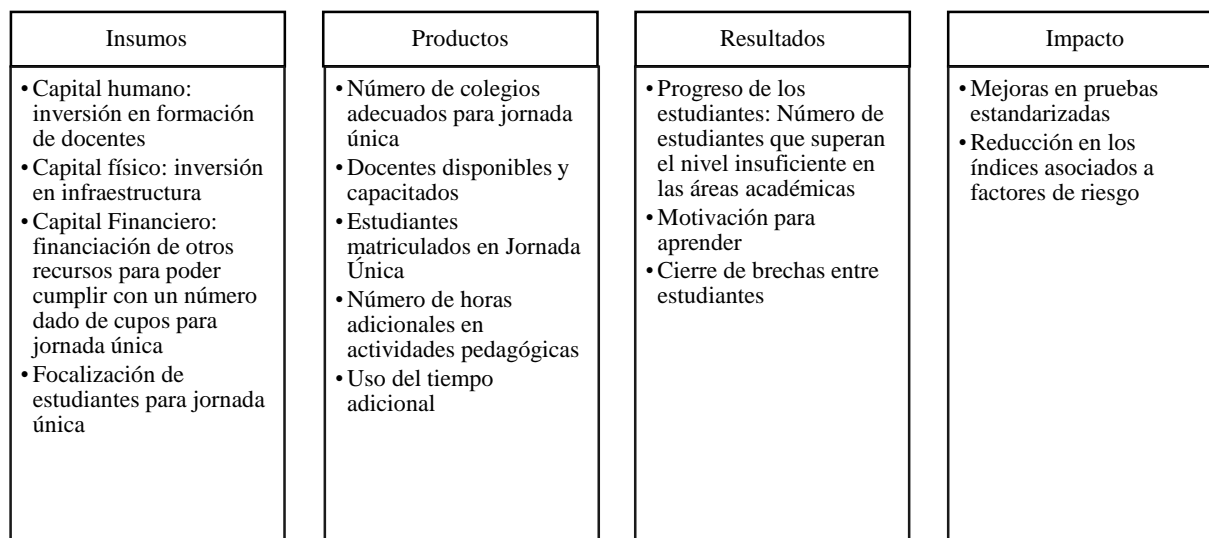 Insumos
• Capital humano:
inversión en formación
de docentes
• Capital físico: inversión
en infraestructura
• Capital Financiero:
financiación de otros
recursos para poder
cumplir con un número
dado de cupos para
jornada única
• Focalización de
estudiantes para jornada
única
Productos
• Número de colegios
adecuados para jornada
única
• Docentes disponibles y
capacitados
• Estudiantes
matriculados en Jornada
Única
• Número de horas
adicionales en
actividades pedagógicas
• Uso del tiempo
adicional
Resultados
• Progreso de los
estudiantes: Número de
estudiantes que superan
el nivel insuficiente en
las áreas académicas
• Motivación para
aprender
• Cierre de brechas entre
estudiantes
Impacto
• Mejoras en pruebas
estandarizadas
• Reducción en los
índices asociados a
factores de riesgo